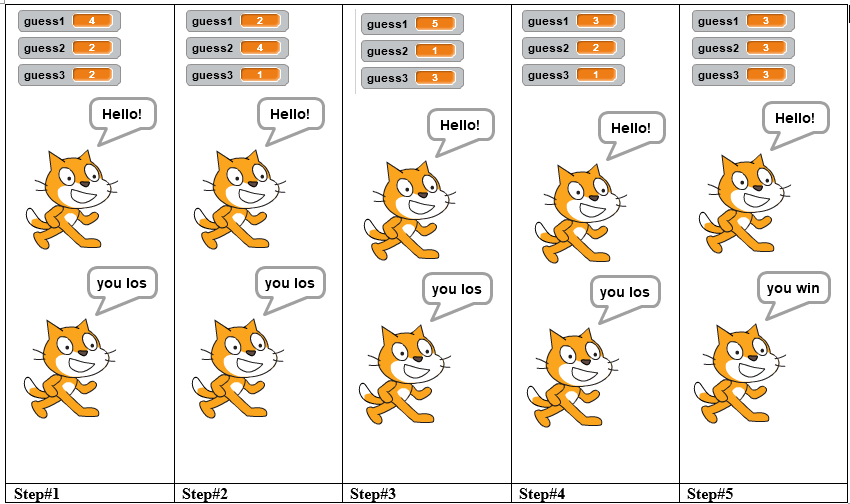 guess1 4
guess2 2
guess3 2
Hello!
you los
Step#1
guess1 2
guess2 4
guess3 1
Hello!
you los
Step#2
guess1 5
guess2 1
guess3 3
Hello!
you los
Step#3
guess1 3
guess2 2
guess3 1
Hello!
you los
Step#4
guess1 3
guess2 3
guess3 3
Hello!
you win
Step#5